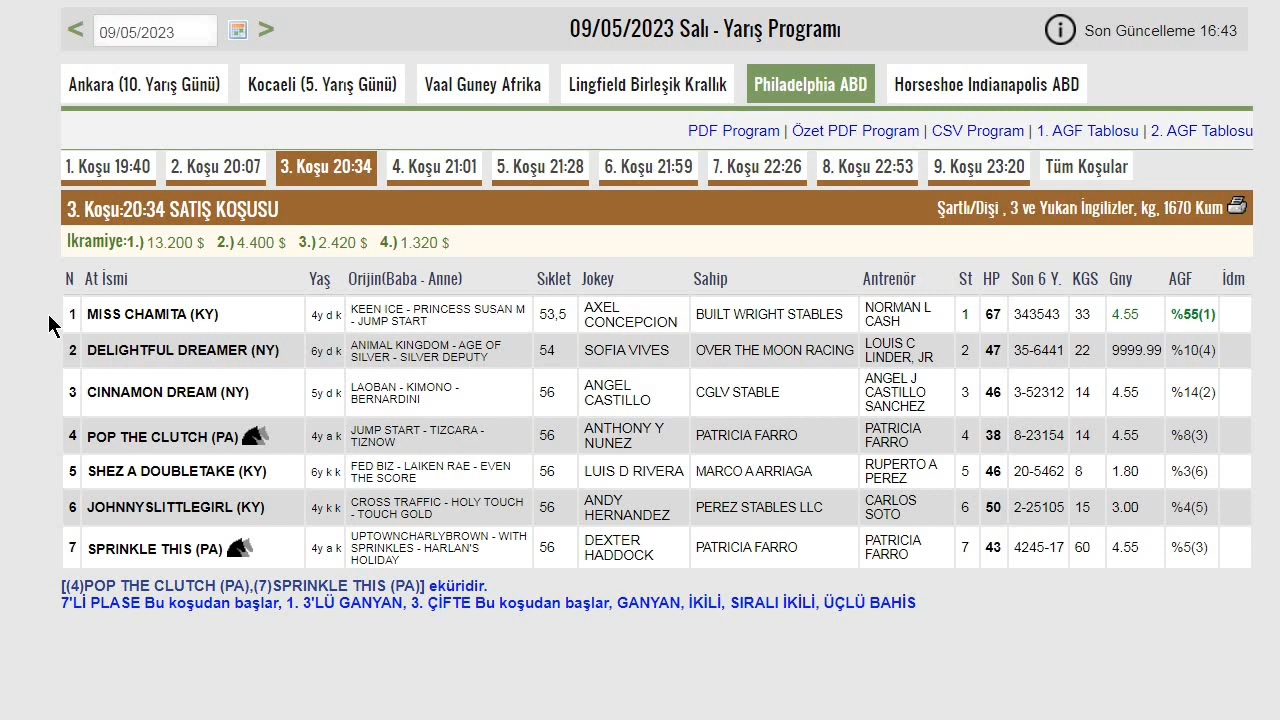 < 09/05/2023 >
09/05/2023 Salı - Yarış Programı
Son Güncelleme 16:43
Ankara (10. Yarış Günü) Kocaeli (5. Yarış Günü) Vaal Guney Afrika Lingfield Birleşik Krallık Philadelphia ABD Horseshoe Indianapolis ABD
PDF Program | Özet PDF Program | CSV Program | 1. AGF Tablosu | 2. AGF Tablosu
1. Koşu 19:40 2. Koşu 20:07 3. Koşu 20:34 4. Koşu 21:01 5. Koşu 21:28 6. Koşu 21:59 7. Koşu 22:26 8. Koşu 22:53 9. Koşu 23:20 Tüm Koşular
3. Koşu:20:34 SATIŞ KOŞUSU Şartlı/Dişi , 3 ve Yukarı İngilizler, kg, 1670 Kum
Ikramiye:1.) 13.200 $ 2.) 4.400 $ 3.) 2.420 $ 4.) 1.320 $
N At İsmi Yaş Orijin(Baba - Anne) Sıklet Jokey Sahip Antrenör St HP Son 6 Y. KGS Gny AGF İdm
1 MISS CHAMITA (KY) 4y d k KEEN ICE - PRINCESS SUSAN M - JUMP START 53,5 AXEL CONCEPCION BUILT WRIGHT STABLES NORMAN L CASH 1 67 343543 33 4.55 %55(1)
2 DELIGHTFUL DREAMER (NY) 6y d k ANIMAL KINGDOM - AGE OF SILVER - SILVER DEPUTY 54 SOFIA VIVES OVER THE MOON RACING LOUIS C LINDER, JR 2 47 35-6441 22 9999.99 %10(4)
3 CINNAMON DREAM (NY) 5y d k LAOBAN - KIMONO - BERNARDINI 56 ANGEL CASTILLO CGLV STABLE ANGEL J CASTILLO SANCHEZ 3 46 3-52312 14 4.55 %14(2)
4 POP THE CLUTCH (PA) 4y a k JUMP START - TIZCARA - TIZNOW 56 ANTHONY Y NUNEZ PATRICIA FARRO PATRICIA FARRO 4 38 8-23154 14 4.55 %8(3)
5 SHEZ A DOUBLETAKE (KY) 6y k k FED BIZ - LAIKEN RAE - EVEN THE SCORE 56 LUIS D RIVERA MARCO A ARRIAGA RUPERTO A PEREZ 5 46 20-5462 8 1.80 %3(6)
6 JOHNNYSLITTLEGIRL (KY) 4y k k CROSS TRAFFIC - HOLY TOUCH - TOUCH GOLD 56 ANDY HERNANDEZ PEREZ STABLES LLC CARLOS SOTO 6 50 2-25105 15 3.00 %4(5)
7 SPRINKLE THIS (PA) 4y a k UPTOWNCHARLYBROWN - WITH SPRINKLES - HARLAN'S HOLIDAY 56 DEXTER HADDOCK PATRICIA FARRO PATRICIA FARRO 7 43 4245-17 60 4.55 %5(3)
[(4)POP THE CLUTCH (PA),(7)SPRINKLE THIS (PA)] eküridir.
7'Lİ PLASE Bu koşudan başlar, 1. 3'LÜ GANYAN, 3. ÇİFTE Bu koşudan başlar, GANYAN, İKİLİ, SIRALI İKİLİ, ÜÇLÜ BAHİS